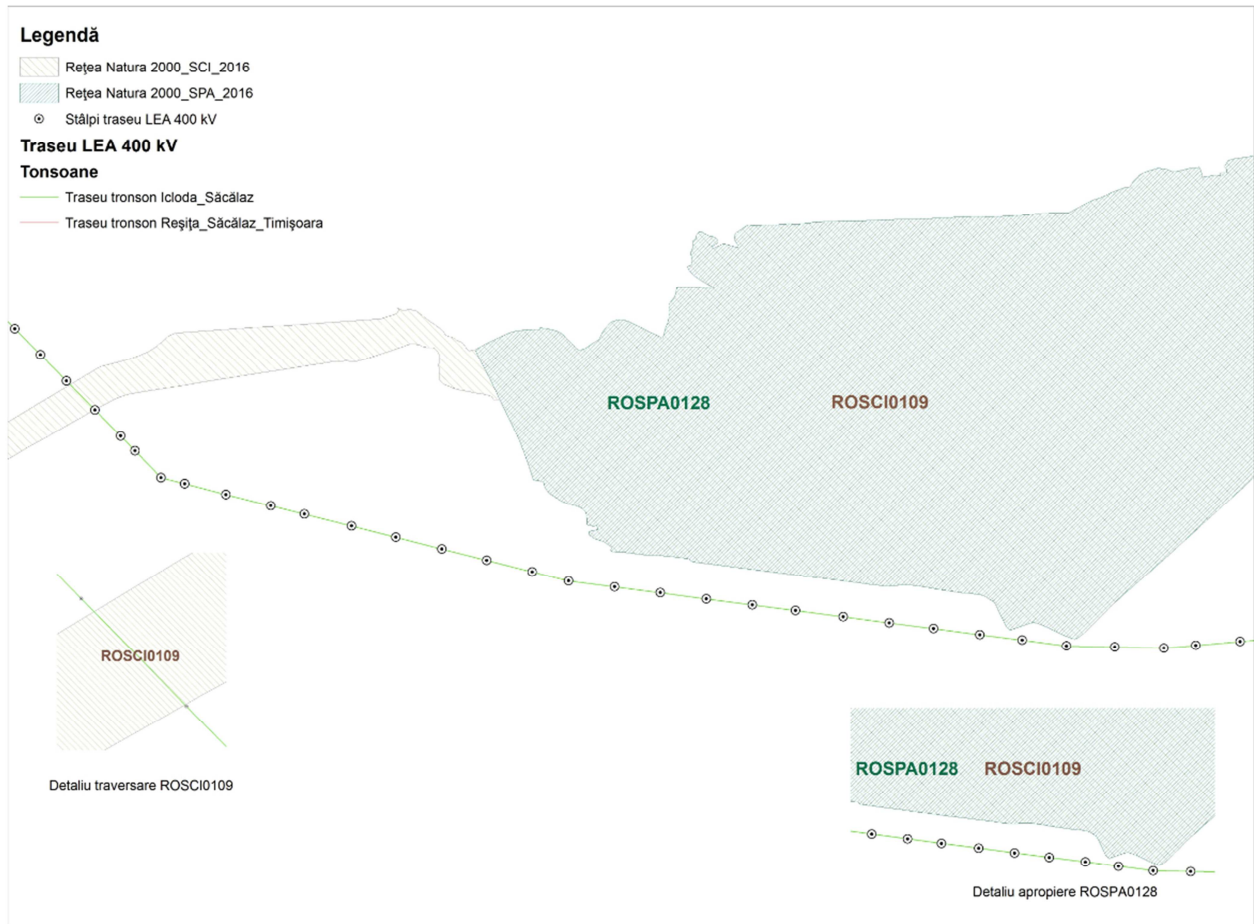 Legendă
Rețea Natura 2000_SCI_2016
Rețea Natura 2000_SPA_2016
Stâlpi traseu LEA 400 kV
Traseu LEA 400 kV
Tonsoane
Traseu tronson Icloda_Săcălaz
Traseu tronson Reșița_Săcălaz_Timișoara
ROSPA0128 ROSCI0109
ROSCI0109
Detaliu traversare ROSCI0109
ROSPA0128 ROSCI0109
Detaliu apropiere ROSPA0128